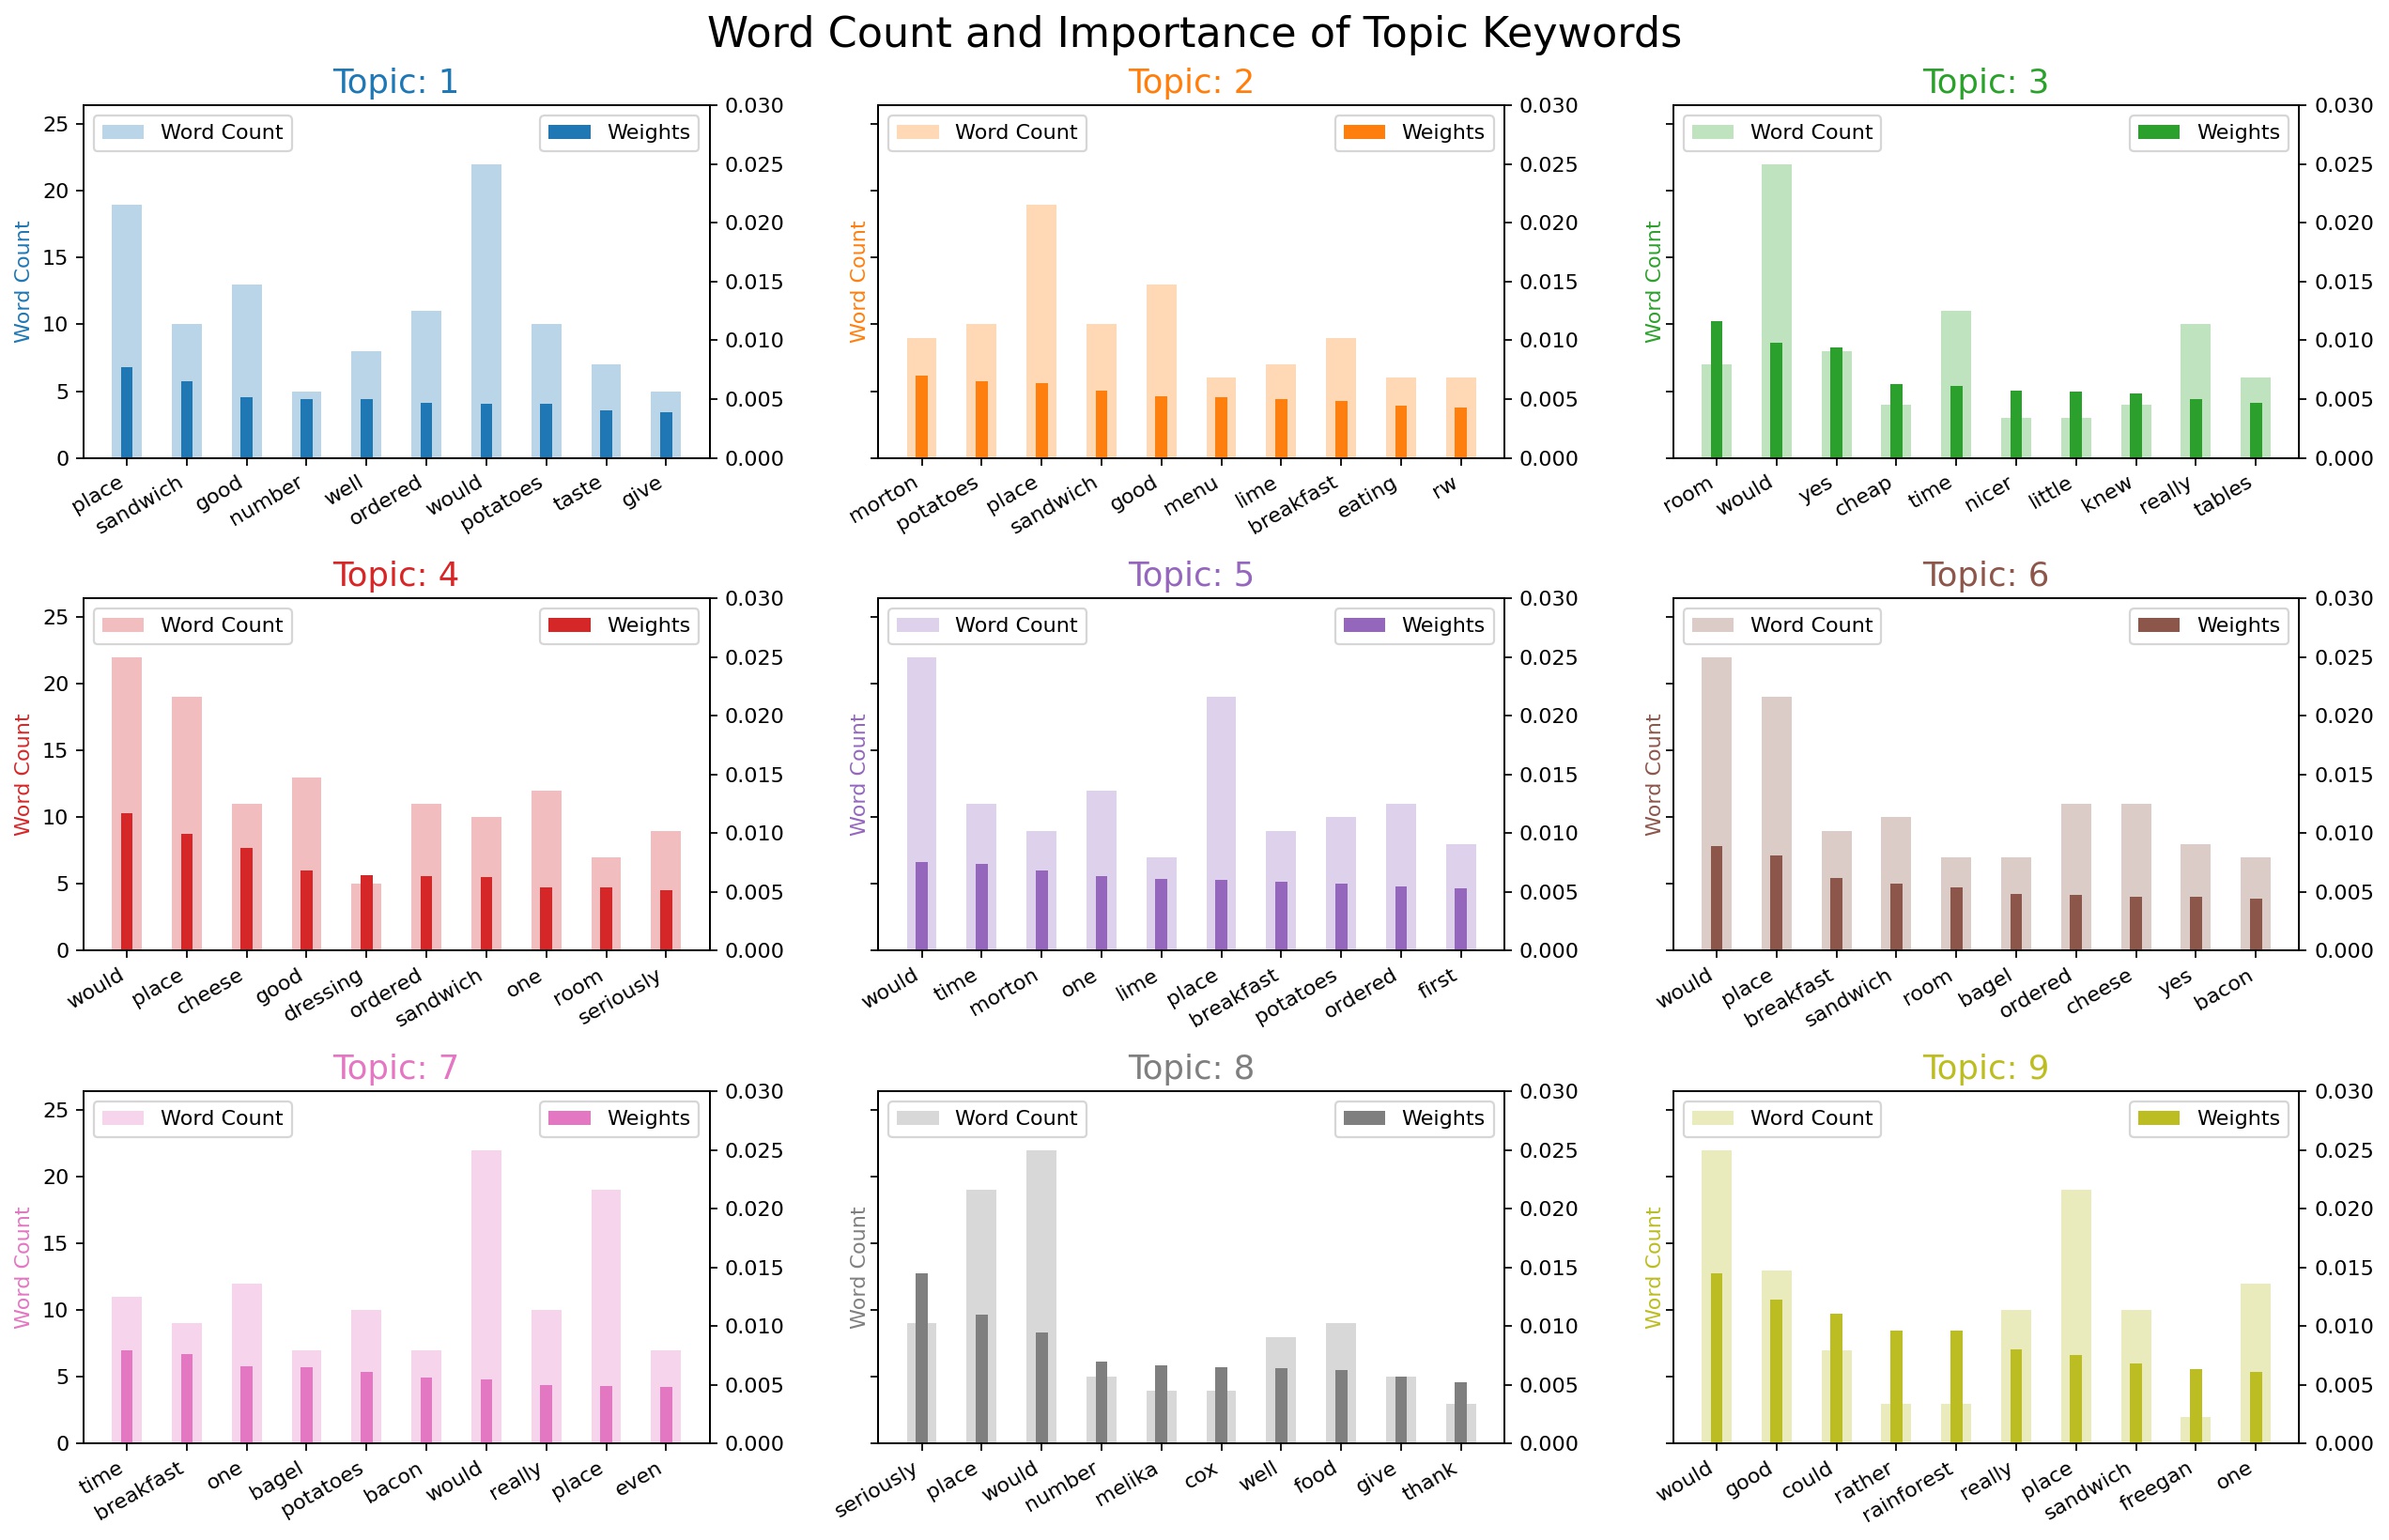 Word Count and Importance of Topic Keywords
Topic: 1
Word Count
Weights
Word Count
25
20
15
10
5
0
0.030
0.025
0.020
0.015
0.010
0.005
0.000
place sandwich good number well ordered would potatoes taste give
Topic: 2
Word Count
Weights
Word Count
0.030
0.025
0.020
0.015
0.010
0.005
0.000
morton potatoes place sandwich good menu lime breakfast eating rw
Topic: 3
Word Count
Weights
Word Count
0.030
0.025
0.020
0.015
0.010
0.005
0.000
room would yes cheap time nicer little knew really tables
Topic: 4
Word Count
Weights
Word Count
25
20
15
10
5
0
0.030
0.025
0.020
0.015
0.010
0.005
0.000
would place cheese good dressing ordered sandwich one room seriously
Topic: 5
Word Count
Weights
Word Count
0.030
0.025
0.020
0.015
0.010
0.005
0.000
would time morton one lime place breakfast potatoes ordered first
Topic: 6
Word Count
Weights
Word Count
0.030
0.025
0.020
0.015
0.010
0.005
0.000
would place breakfast sandwich room bagel ordered cheese yes bacon
Topic: 7
Word Count
Weights
Word Count
25
20
15
10
5
0
0.030
0.025
0.020
0.015
0.010
0.005
0.000
time breakfast one bagel potatoes bacon would really place even
Topic: 8
Word Count
Weights
Word Count
0.030
0.025
0.020
0.015
0.010
0.005
0.000
seriously place would number melika cox well food give thank
Topic: 9
Word Count
Weights
Word Count
0.030
0.025
0.020
0.015
0.010
0.005
0.000
would good could rather rainforest really place sandwich freegan one